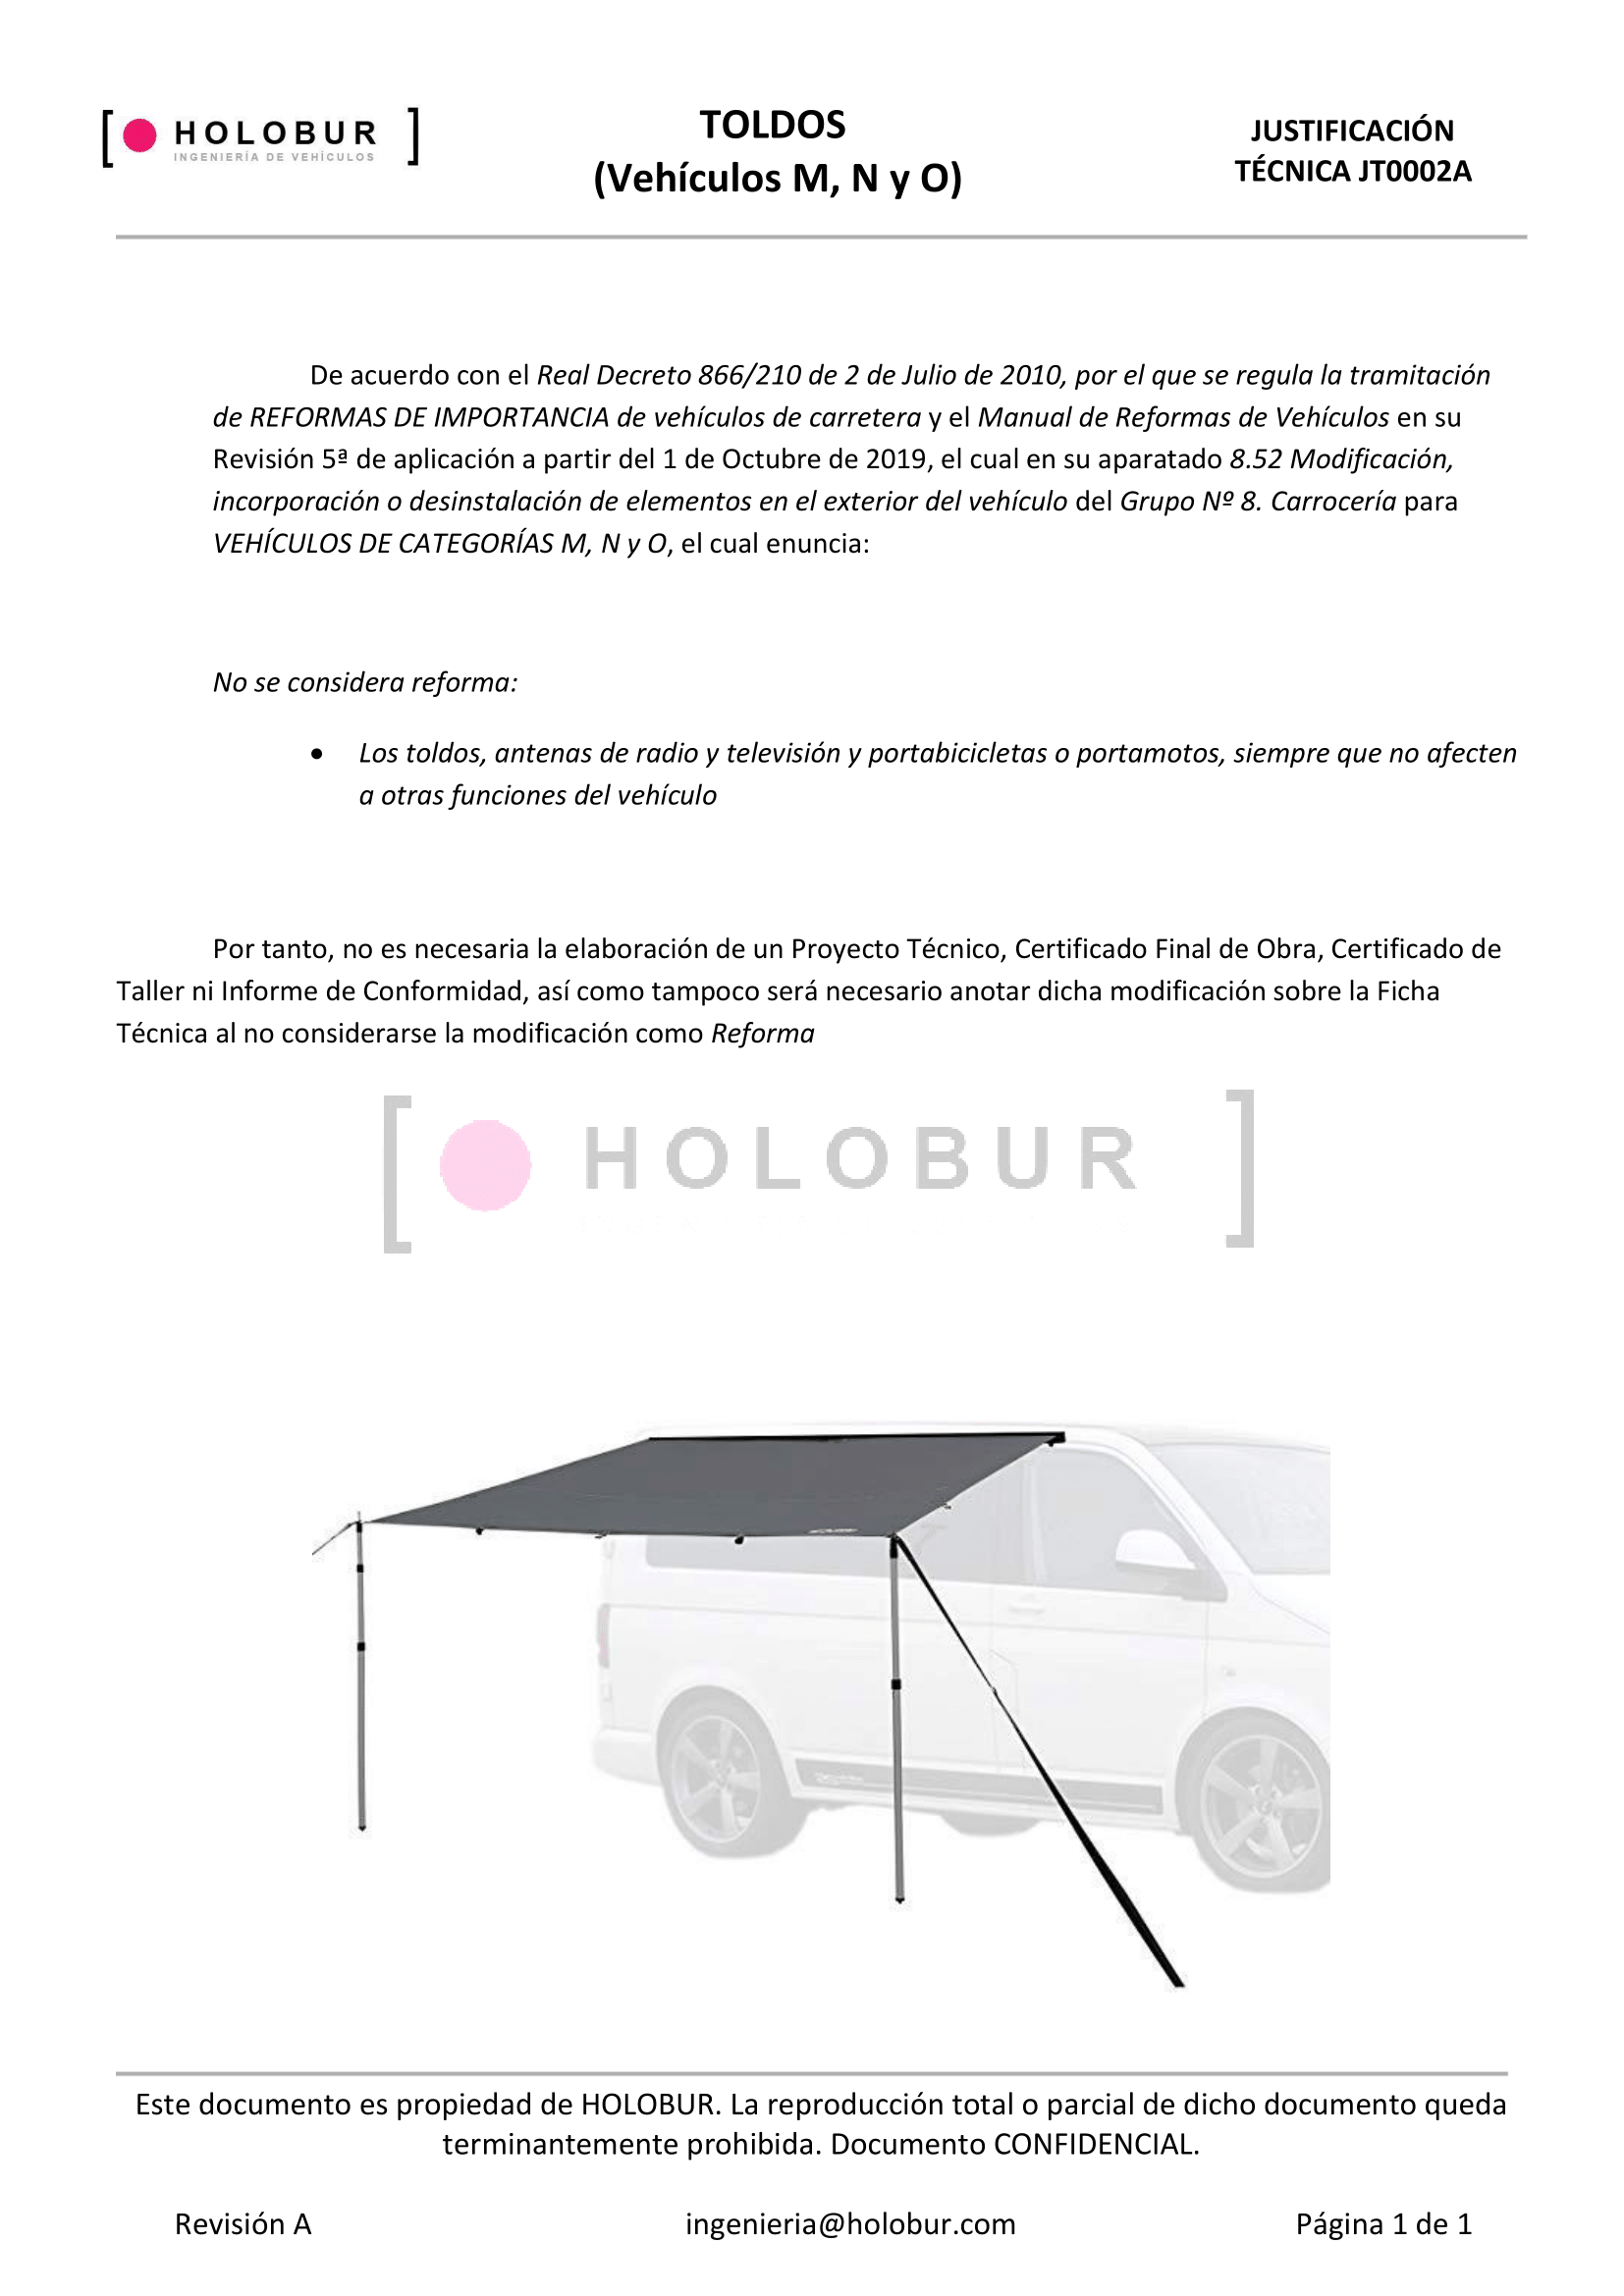 [ HOLOBUR ]
INGENIERÍA DE VEHÍCULOS
TOLDOS
(Vehículos M, N y O)
JUSTIFICACIÓN
TÉCNICA JT0002A
De acuerdo con el Real Decreto 866/210 de 2 de Julio de 2010, por el que se regula la tramitación
de REFORMAS DE IMPORTANCIA de vehículos de carretera y el Manual de Reformas de Vehículos en su
Revisión 5ª de aplicación a partir del 1 de Octubre de 2019, el cual en su aparatado 8.52 Modificación,
incorporación o desinstalación de elementos en el exterior del vehículo del Grupo Nº 8. Carrocería para
VEHÍCULOS DE CATEGORÍAS M, N y O, el cual enuncia:
No se considera reforma:
• Los toldos, antenas de radio y televisión y portabicicletas o portamotos, siempre que no afecten
a otras funciones del vehículo
Por tanto, no es necesaria la elaboración de un Proyecto Técnico, Certificado Final de Obra, Certificado de
Taller ni Informe de Conformidad, así como tampoco será necesario anotar dicha modificación sobre la Ficha
Técnica al no considerarse la modificación como Reforma
[ HOLOBUR ]
Este documento es propiedad de HOLOBUR. La reproducción total o parcial de dicho documento queda
terminantemente prohibida. Documento CONFIDENCIAL.
Revisión A
ingenieria@holobur.com
Página 1 de 1